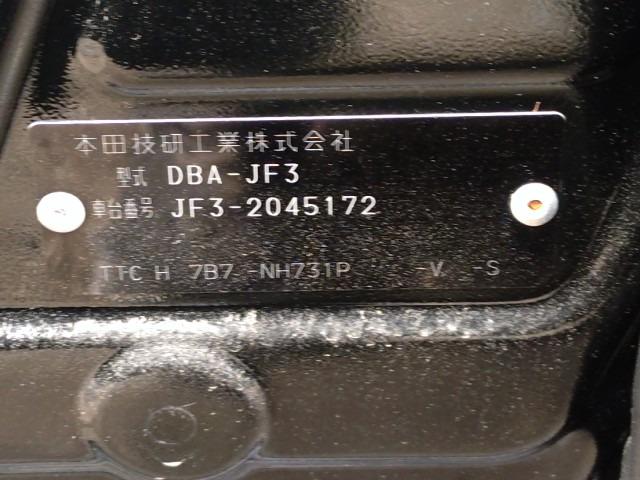 本田技研工業株式会社
型式 DBA-JF3
車台番号 JF3-2045172
TTC H 7B7 -NH731P -V -S